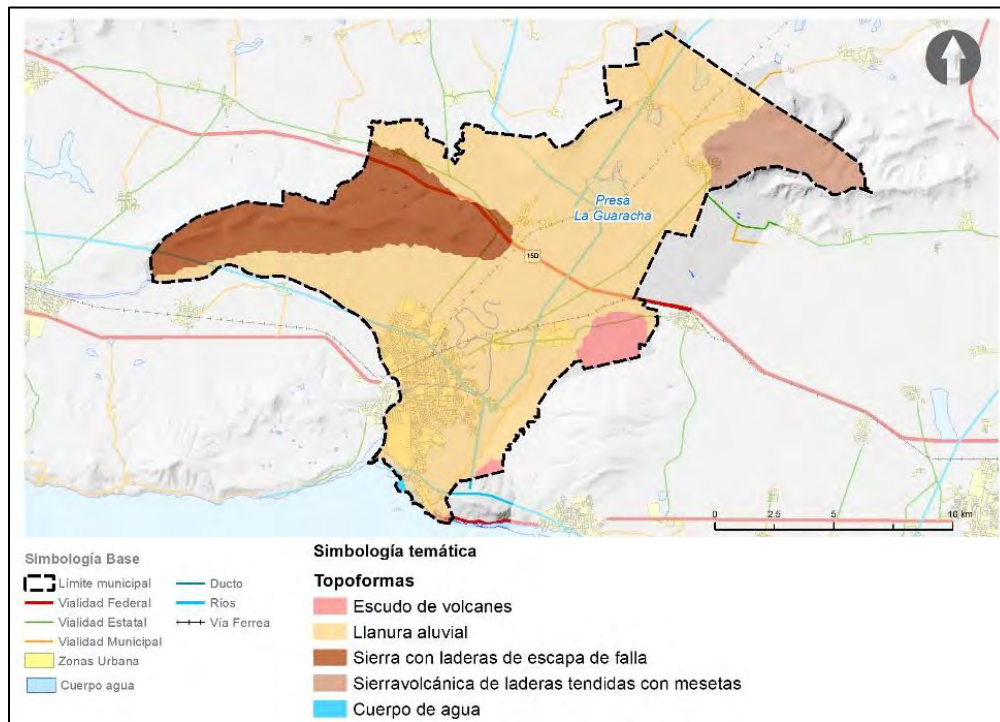 Presa
La Guaracha
15D
0
2.5
5
10 km
Simbología Base
Límite municipal
Vialidad Federal
Vialidad Estatal
Vialidad Municipal
Zonas Urbana
Cuerpo agua
Ducto
Ríos
Vía Ferrea
Simbología temática
Topoformas
Escudo de volcanes
Llanura aluvial
Sierra con laderas de escapa de falla
Sierravolcánica de laderas tendidas con mesetas
Cuerpo de agua